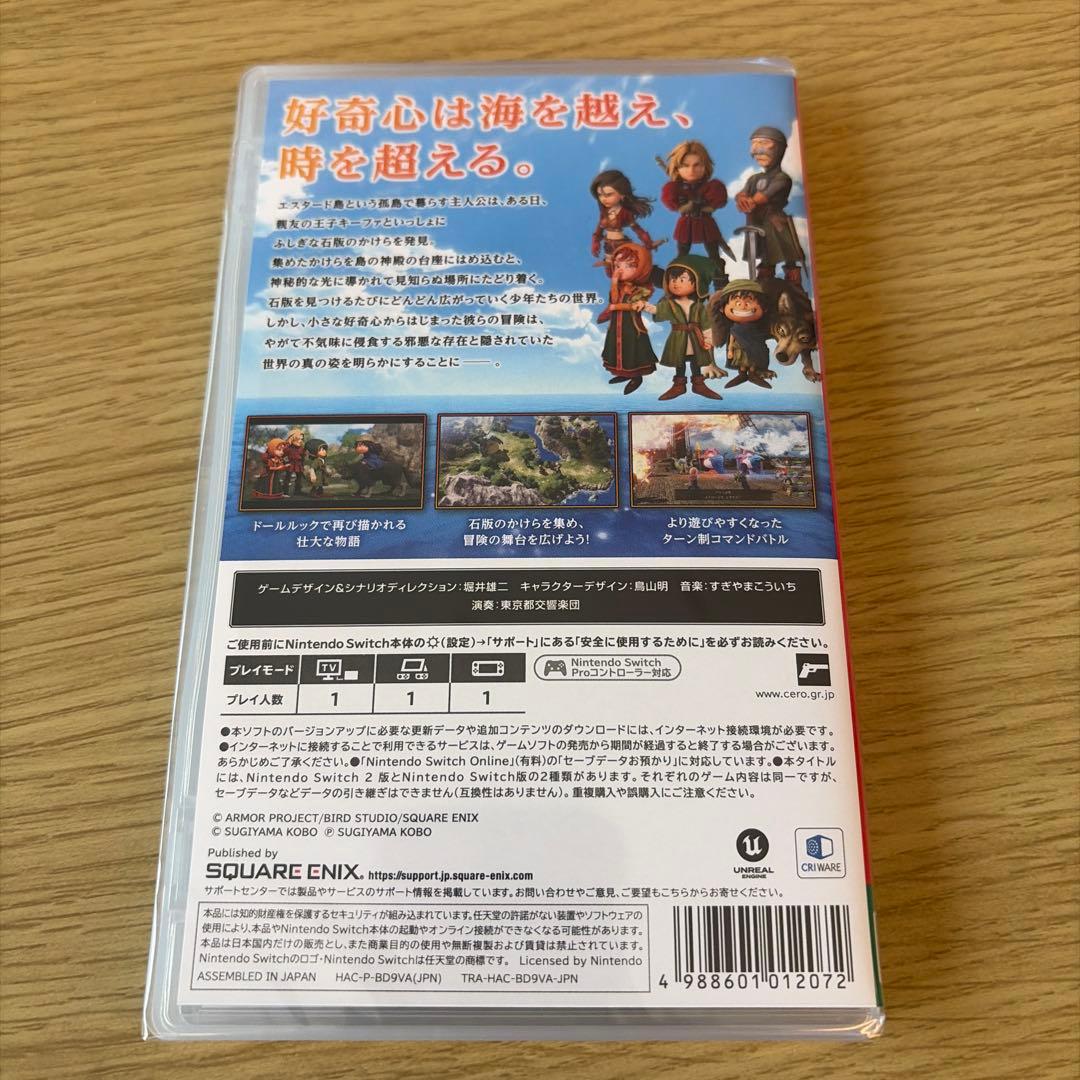 好奇心は海を越え、
時を超える。
エスタード島という孤島で暮らす主人公は、ある日、
親友の王子キーファといっしょに
ふしぎな石版のかけらを発見。
集めたかけらを島の神殿の台座にはめ込むと、
神秘的な光に導かれて見知らぬ場所にたどり着く。
石版を見つけるたびにどんどん広がっていく少年たちの世界。
しかし、小さな好奇心からはじまった彼らの冒険は、
やがて不気味に侵食する邪悪な存在と隠されていた
世界の真の姿を明らかにすることに――。
ドールルックで再び描かれる
壮大な物語
石版のかけらを集め、
冒険の舞台を広げよう!
より遊びやすくなった
ターン制コマンドバトル
ゲームデザイン&シナリオディレクション:堀井雄二 キャラクターデザイン:鳥山明 音楽:すぎやまこういち
演奏:東京都交響楽団
ご使用前にNintendo Switch本体の(設定)→「サポート」にある「安全に使用するために」を必ずお読みください。
プレイモード TV
Nintendo Switch
Proコントローラー対応
プレイ人数 1 1 1
www.cero.gr.jp
●本ソフトのバージョンアップに必要な更新データや追加コンテンツのダウンロードには、インターネット接続環境が必要です。
●インターネットに接続することで利用できるサービスは、ゲームソフトの発売から期間が経過すると終了する場合がございます。
あらかじめご了承ください。●「Nintendo Switch Online」(有料)の「セーブデータお預かり」に対応しています。●本タイトル
には、Nintendo Switch 2 版とNintendo Switch版の2種類があります。それぞれのゲーム内容は同一ですが、
セーブデータなどデータの引き継ぎはできません(互換性はありません)。重複購入や誤購入にご注意ください。
© ARMOR PROJECT/BIRD STUDIO/SQUARE ENIX
© SUGIYAMA KOBO ℗ SUGIYAMA KOBO
Published by
SQUARE ENIX. https://support.jp.square-enix.com
UNREAL
ENGINE
CRIWARE
サポートセンターでは製品やサービスのサポート情報を掲載しています。お問い合わせやご意見、ご要望もこちらからお寄せください。
本品には知的財産権を保護するセキュリティが組み込まれています。任天堂の許諾がない装置やソフトウェアの
使用により、本品やNintendo Switch本体の起動やオンライン接続ができなくなる可能性があります。
本品は日本国内だけの販売とし、また商業目的の使用や無断複製および賃貸は禁止されています。
Nintendo Switchのロゴ・Nintendo Switchは任天堂の商標です。 Licensed by Nintendo
ASSEMBLED IN JAPAN HAC-P-BD9VA(JPN) TRA-HAC-BD9VA-JPN
4 988601 012072